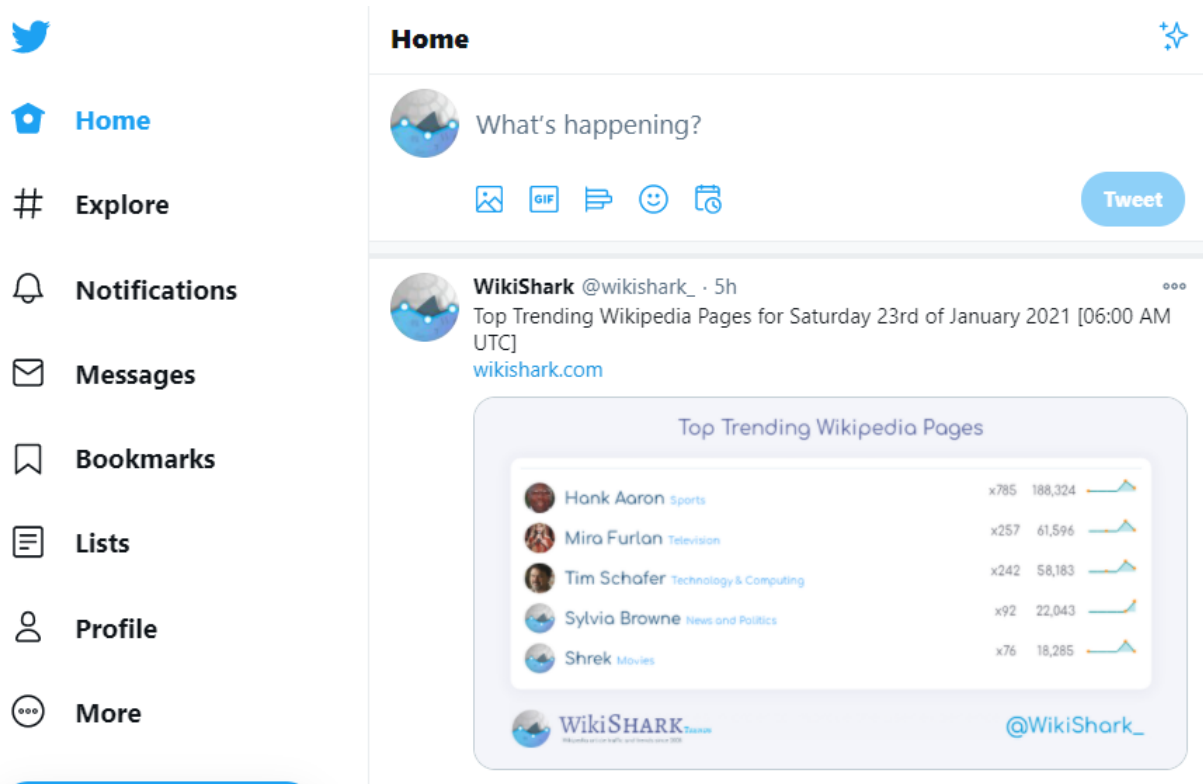 Home
Explore
Notifications
Messages
Bookmarks
Lists
Profile
More
Home
What's happening?
GIF
Tweet
WikiShark @wikishark_ · 5h
Top Trending Wikipedia Pages for Saturday 23rd of January 2021 [06:00 AM
UTC]
wikishark.com
Top Trending Wikipedia Pages
Hank Aaron Sports x785 188,324
Mira Furlan Television x257 61,596
Tim Schafer Technology & Computing x242 58,183
Sylvia Browne News and Politics x92 22,043
Shrek Movies x76 18,285
WIKISHARK
@WikiShark_